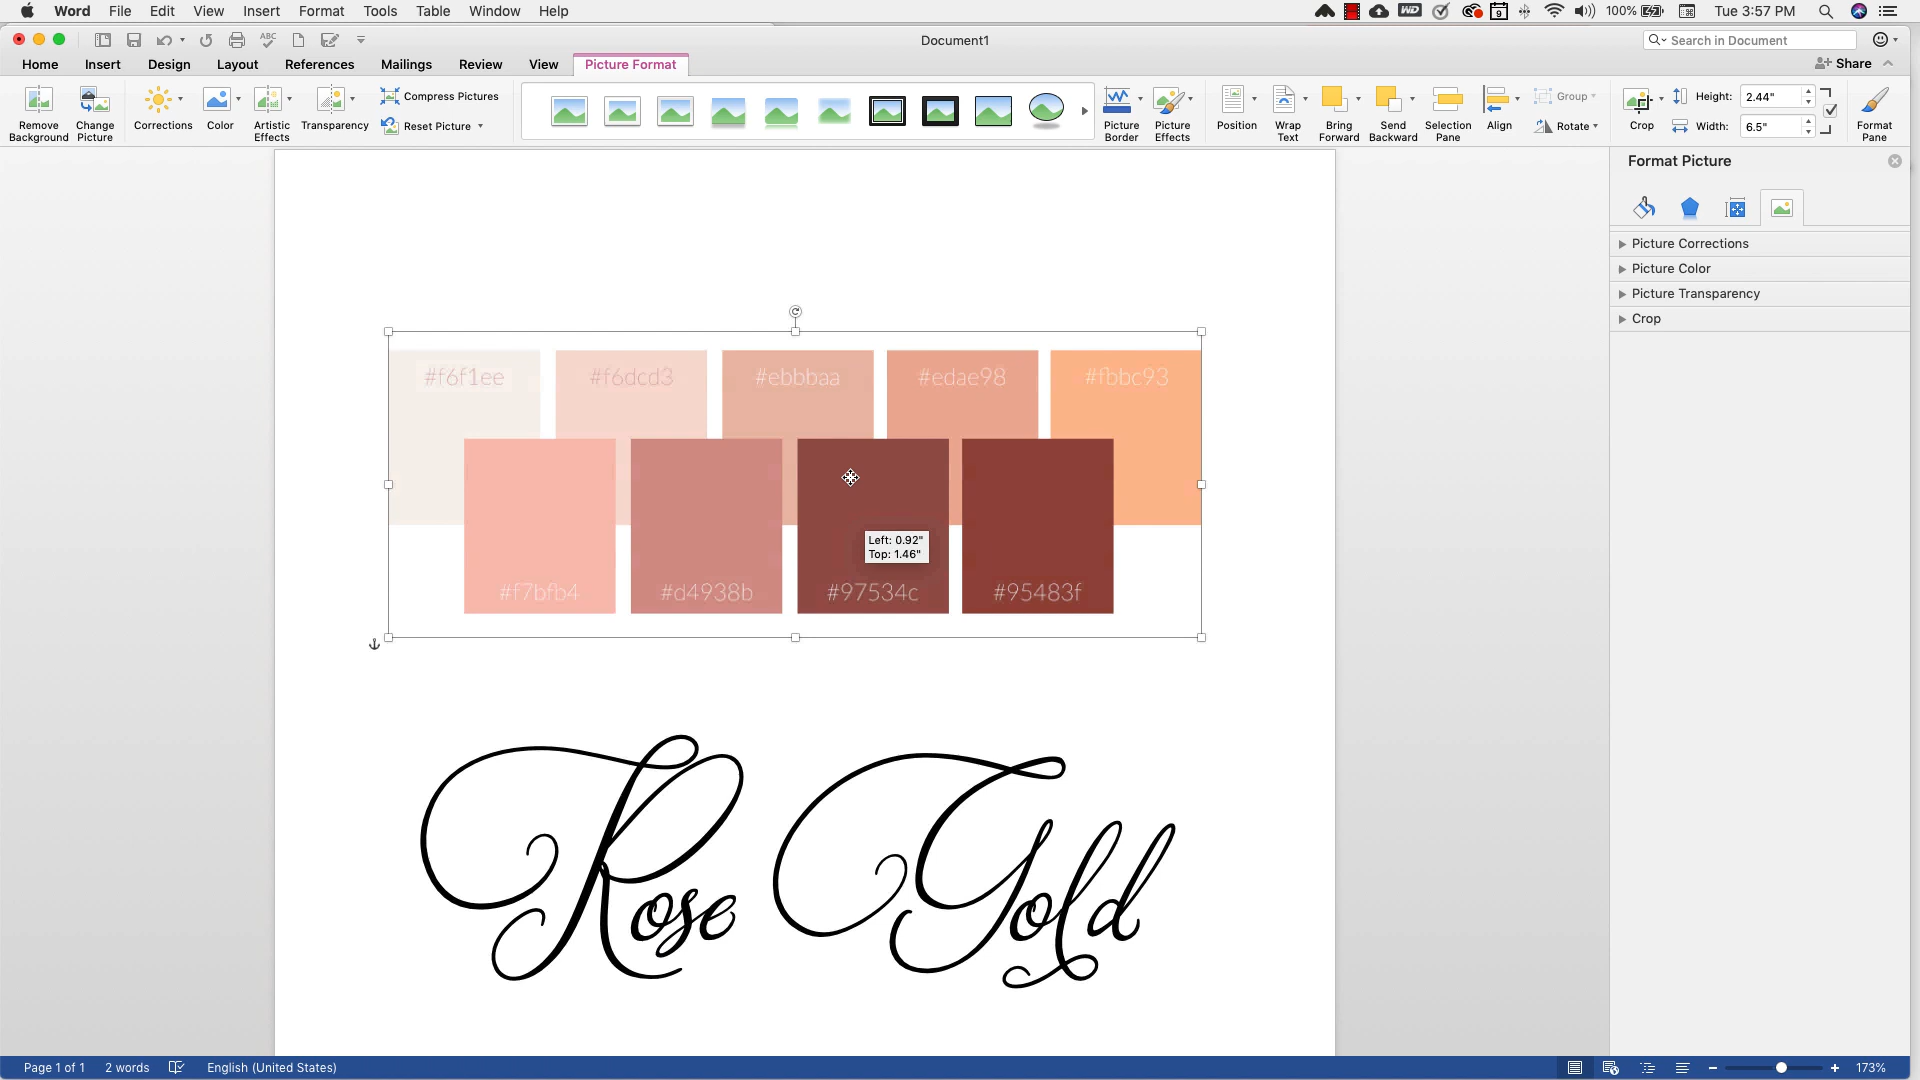 Word File Edit View Insert Format Tools Table Window Help 100% Tue 3:57 PM
Document1
Search in Document
Home Insert Design Layout References Mailings Review View Picture Format Share
Remove Background
Change Picture
Corrections
Color
Artistic Effects
Transparency
Compress Pictures
Reset Picture
Picture Border
Picture Effects
Position
Wrap Text
Bring Forward
Send Backward
Selection Pane
Align
Group
Rotate
Crop
Height: 2.44"
Width: 6.5"
Format Pane
Format Picture
Picture Corrections
Picture Color
Picture Transparency
Crop
#f6f1ee #f6dcd3 #ebbbaa #edae98 #fbbc93
Left: 0.92"
Top: 1.46"
#f7bfb4 #d4938b #97534c #95483f
Rose Gold
Page 1 of 1 2 words English (United States) 173%